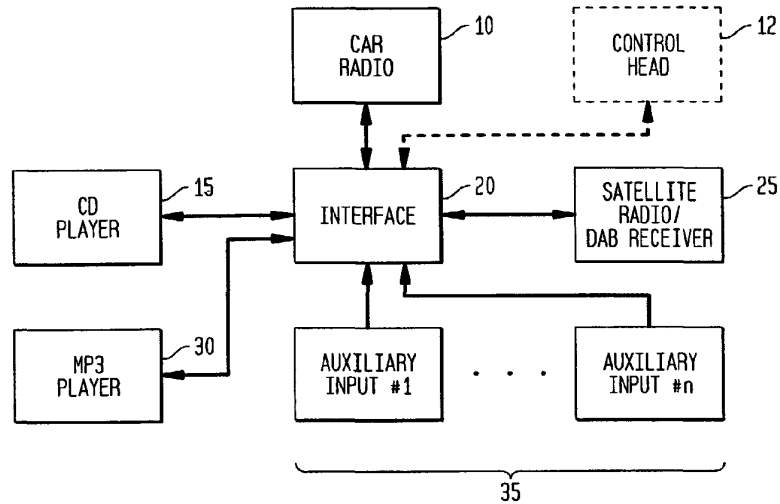 CAR
RADIO
10
CONTROL
HEAD
12
CD
PLAYER
15
INTERFACE
20
SATELLITE
RADIO/
DAB RECEIVER
25
MP3
PLAYER
30
AUXILIARY
INPUT #1
. . .
AUXILIARY
INPUT #n
35